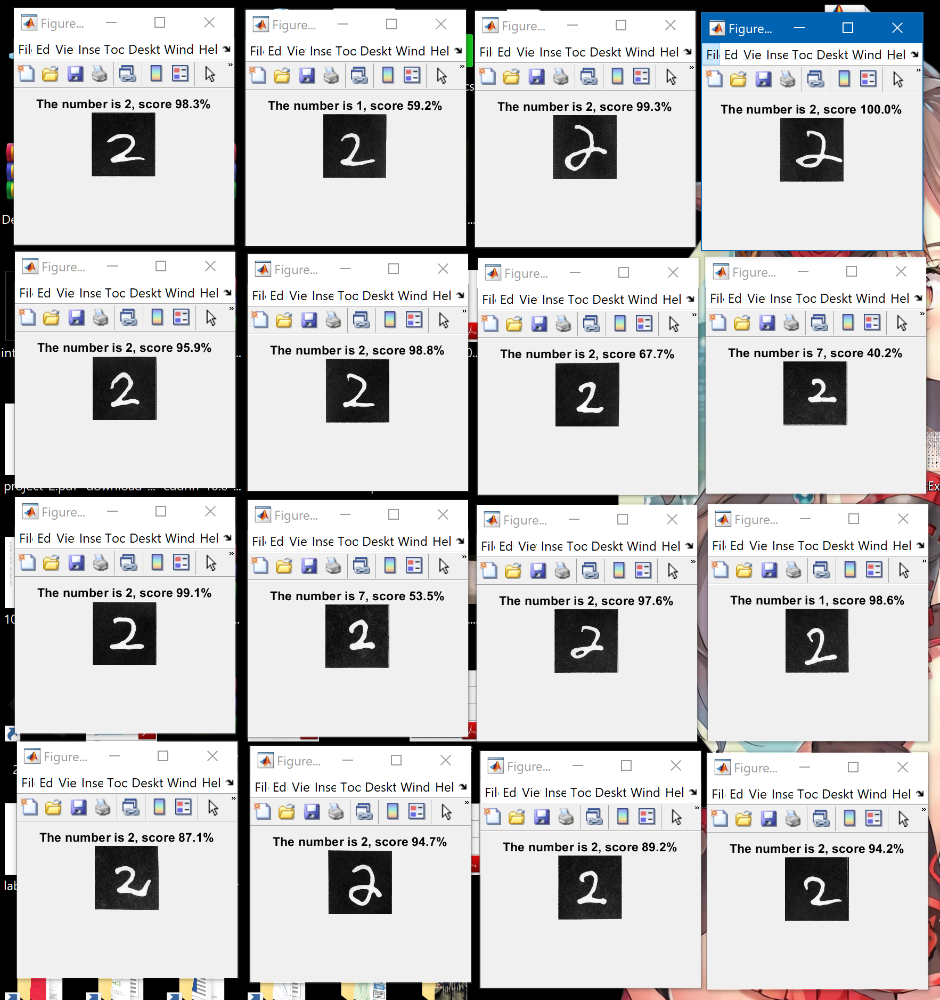 Figure...
Fil Ed Vie Inse Toc Deskt Wind Hel
The number is 2, score 98.3%
2
Figure...
Fil Ed Vie Inse Toc Deskt Wind Hel
The number is 1, score 59.2%
2
Figure...
Fil Ed Vie Inse Toc Deskt Wind Hel
The number is 2, score 99.3%
2
Figure...
Fil Ed Vie Inse Toc Deskt Wind Hel
The number is 2, score 100.0%
2
Figure...
Fil Ed Vie Inse Toc Deskt Wind Hel
The number is 2, score 95.9%
2
Figure...
Fil Ed Vie Inse Toc Deskt Wind Hel
The number is 2, score 98.8%
2
Figure...
Fil Ed Vie Inse Toc Deskt Wind Hel
The number is 2, score 67.7%
2
Figure...
Fil Ed Vie Inse Toc Deskt Wind Hel
The number is 7, score 40.2%
2
Figure...
Fil Ed Vie Inse Toc Deskt Wind Hel
The number is 2, score 99.1%
2
Figure...
Fil Ed Vie Inse Toc Deskt Wind Hel
The number is 7, score 53.5%
2
Figure...
Fil Ed Vie Inse Toc Deskt Wind Hel
The number is 2, score 97.6%
2
Figure...
Fil Ed Vie Inse Toc Deskt Wind Hel
The number is 1, score 98.6%
2
Figure...
Fil Ed Vie Inse Toc Deskt Wind Hel
The number is 2, score 87.1%
2
Figure...
Fil Ed Vie Inse Toc Deskt Wind Hel
The number is 2, score 94.7%
2
Figure...
Fil Ed Vie Inse Toc Deskt Wind Hel
The number is 2, score 89.2%
2
Figure...
Fil Ed Vie Inse Toc Deskt Wind Hel
The number is 2, score 94.2%
2